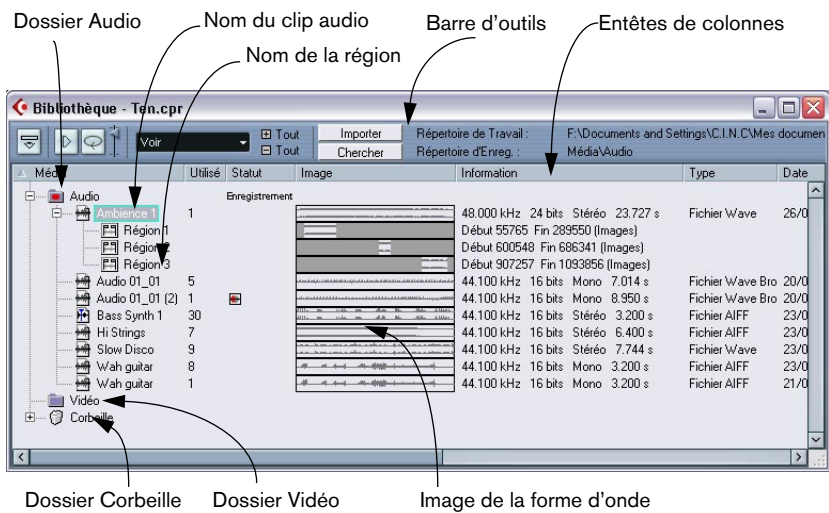 Dossier Audio Nom du clip audio Barre d'outils Entêtes de colonnes
Nom de la région
Bibliothèque - Ten.cpr
Voir Tout Importer Répertoire de Travail : F:\Documents and Settings\C.I.N.C\Mes documen
Tout Chercher Répertoire d'Enreg. : Média\Audio
Média Utilisé Statut Image Information Type Date
Audio Enregistrement
Ambience 1 1 48.000 kHz 24 bits Stéréo 23.727 s Fichier Wave 26/0
Région 1 Début 55765 Fin 289550 (Images)
Région 2 Début 600548 Fin 686341 (Images)
Région 3 Début 907257 Fin 1093856 (Images)
Audio 01_01 5 44.100 kHz 16 bits Mono 7.014 s Fichier Wave Bro 20/0
Audio 01_01 (2) 1 44.100 kHz 16 bits Mono 8.950 s Fichier Wave Bro 20/0
Bass Synth 1 30 44.100 kHz 16 bits Stéréo 3.200 s Fichier AIFF 23/0
Hi Strings 7 44.100 kHz 16 bits Stéréo 6.400 s Fichier AIFF 23/0
Slow Disco 9 44.100 kHz 16 bits Stéréo 7.744 s Fichier Wave 23/0
Wah guitar 8 44.100 kHz 16 bits Mono 3.200 s Fichier AIFF 23/0
Wah guitar 1 44.100 kHz 16 bits Mono 3.200 s Fichier AIFF 21/0
Vidéo
Corbeille
Dossier Corbeille Dossier Vidéo Image de la forme d'onde